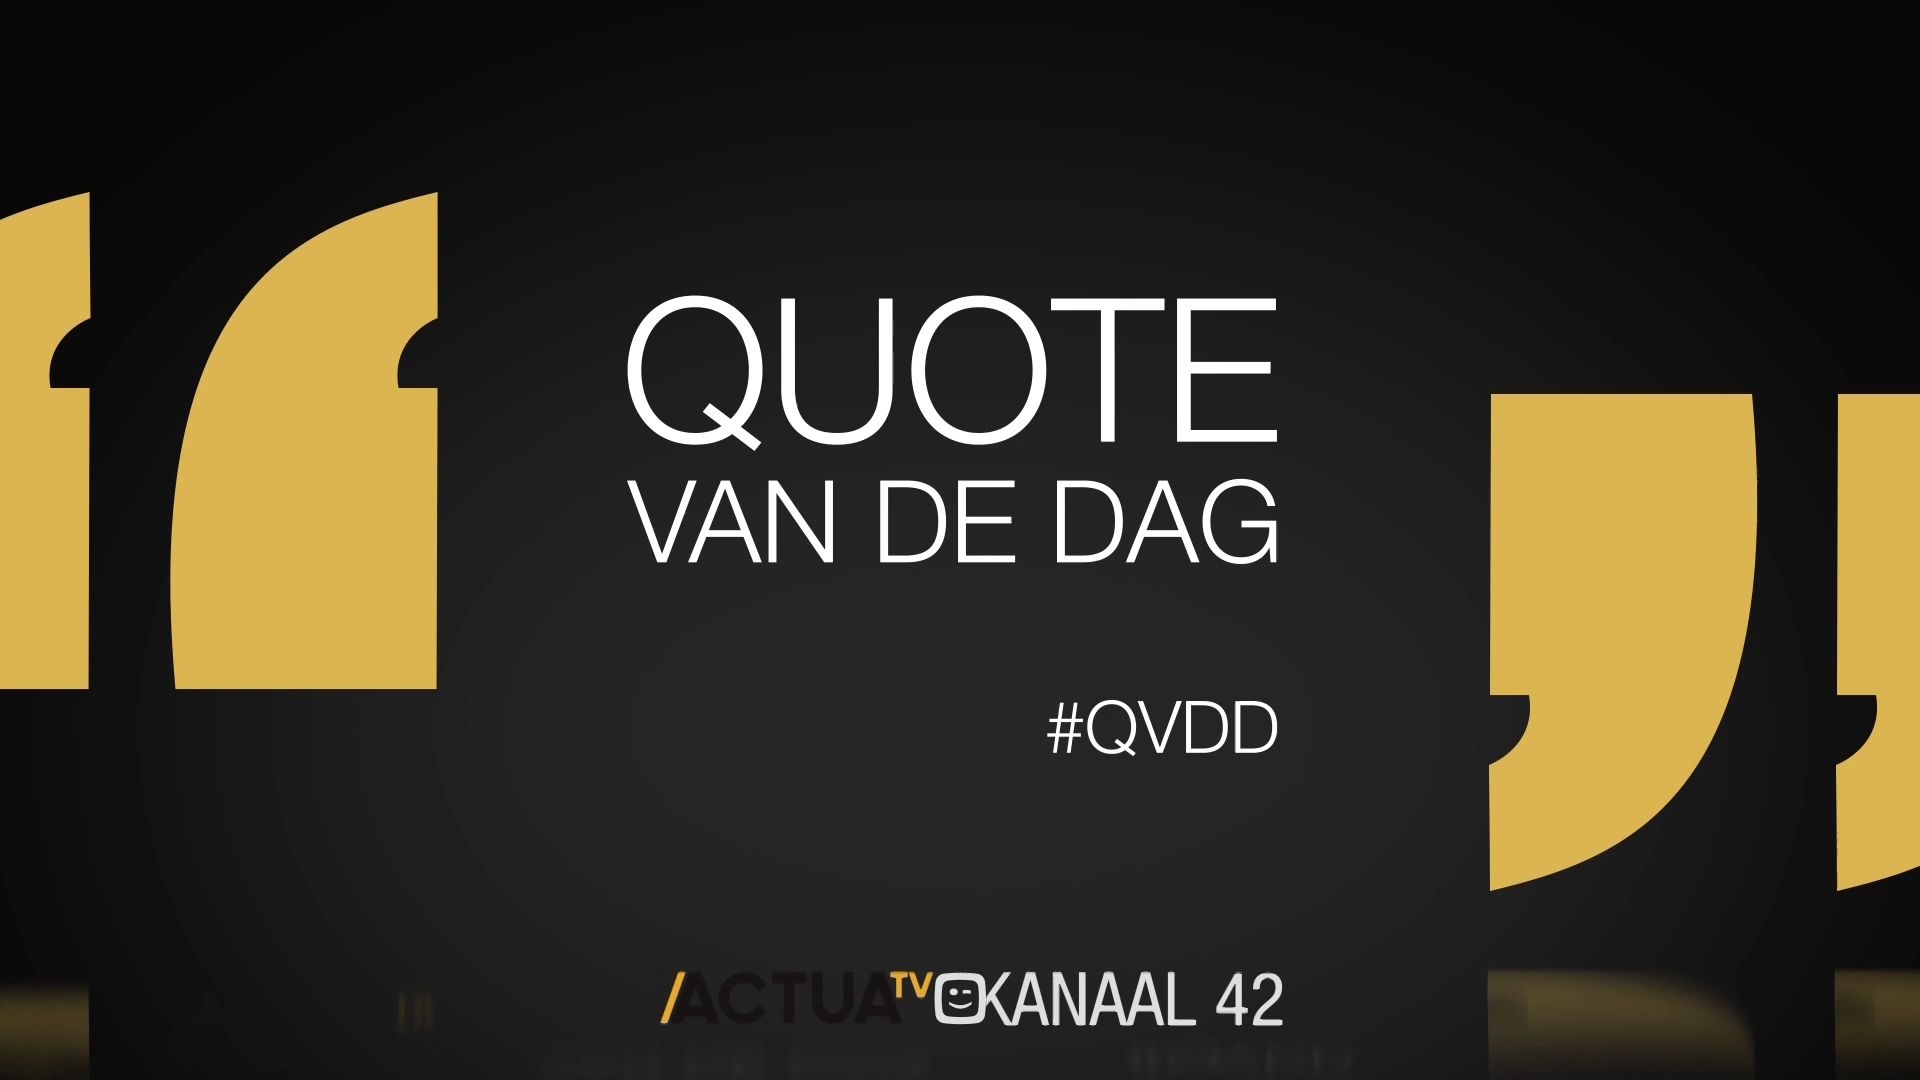 QUOTE
VAN DE DAG
#QVDD
/ACTUA TV KANAAL 42